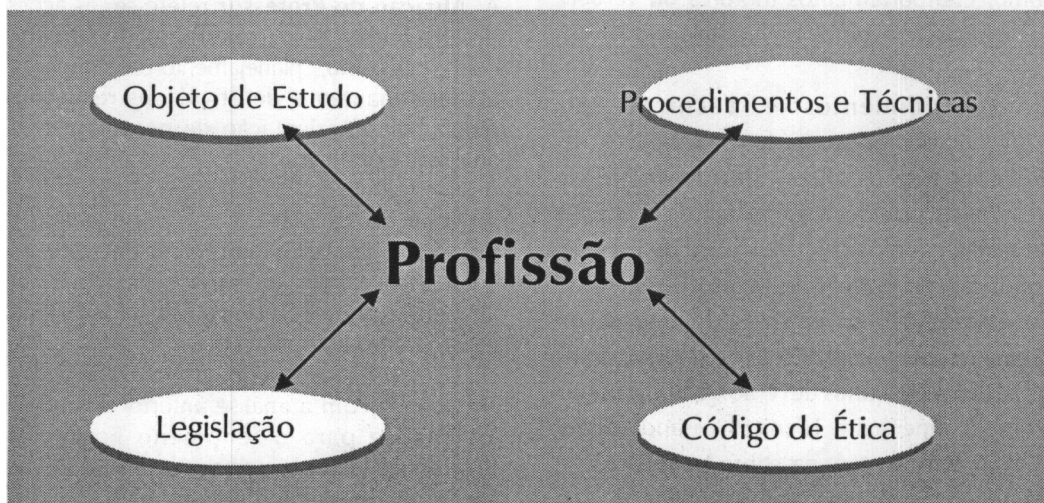 Objeto de Estudo
Procedimentos e Técnicas
Profissão
Legislação
Código de Ética